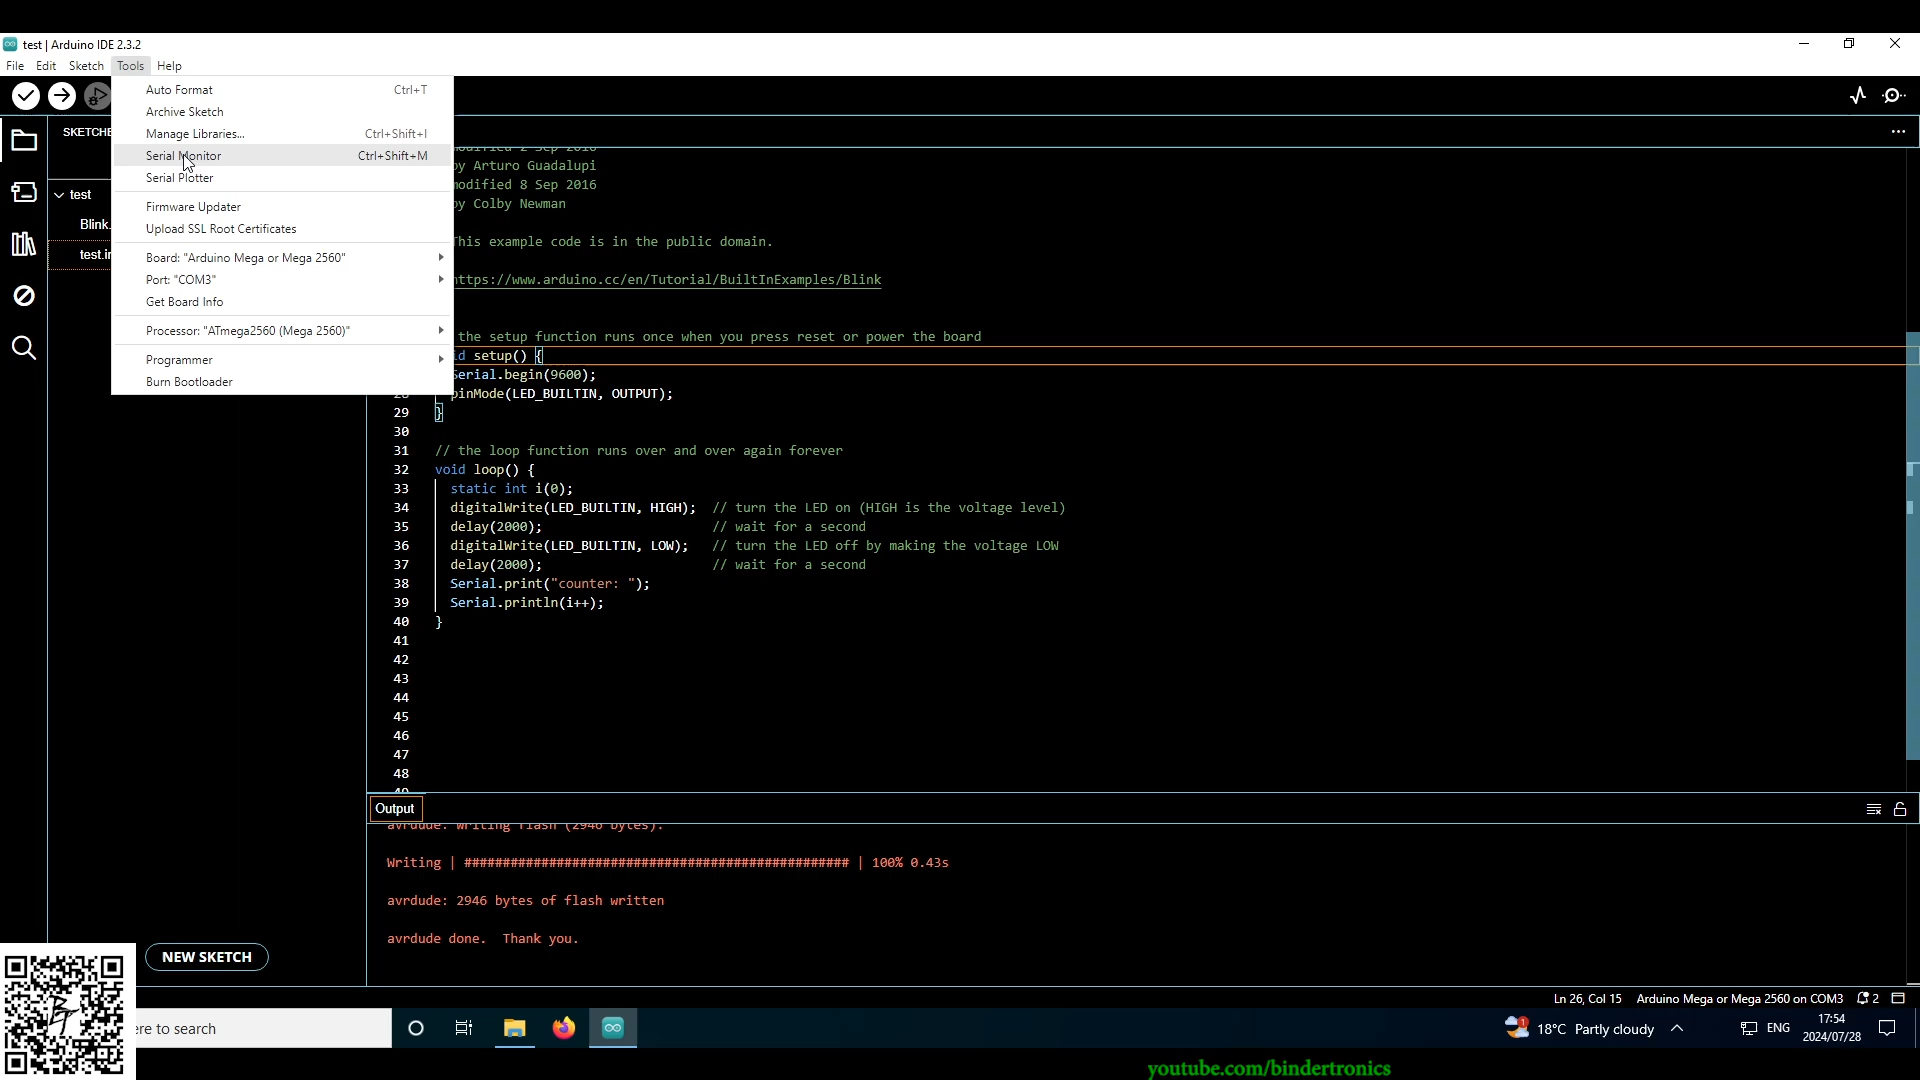 test | Arduino IDE 2.3.2
File Edit Sketch Tools Help
Auto Format Ctrl+T
Archive Sketch
Manage Libraries... Ctrl+Shift+I
Serial Monitor Ctrl+Shift+M
Serial Plotter
Firmware Updater
Upload SSL Root Certificates
Board: "Arduino Mega or Mega 2560"
Port: "COM3"
Get Board Info
Processor: "ATmega2560 (Mega 2560)"
Programmer
Burn Bootloader
SKETCHE
test
Blink.
test.in
modified 2 Sep 2016
by Arturo Guadalupi
modified 8 Sep 2016
by Colby Newman
This example code is in the public domain.
https://www.arduino.cc/en/Tutorial/BuiltInExamples/Blink
the setup function runs once when you press reset or power the board
id setup() {
Serial.begin(9600);
28 pinMode(LED_BUILTIN, OUTPUT);
29 }
30
31 // the loop function runs over and over again forever
32 void loop() {
33 static int i(0);
34 digitalWrite(LED_BUILTIN, HIGH); // turn the LED on (HIGH is the voltage level)
35 delay(2000); // wait for a second
36 digitalWrite(LED_BUILTIN, LOW); // turn the LED off by making the voltage LOW
37 delay(2000); // wait for a second
38 Serial.print("counter: ");
39 Serial.println(i++);
40 }
41
42
43
44
45
46
47
48
49
Output
avrdude: writing flash (2946 bytes):
Writing | ################################################## | 100% 0.43s
avrdude: 2946 bytes of flash written
avrdude done. Thank you.
NEW SKETCH
Ln 26, Col 15 Arduino Mega or Mega 2560 on COM3 2
ere to search
1 18°C Partly cloudy ENG 17:54
2024/07/28
BT
youtube.com/bindertronics